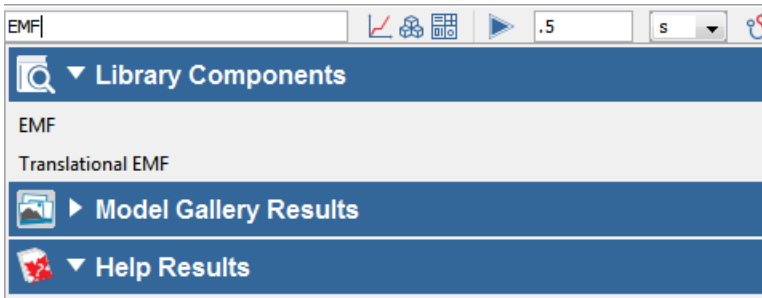 EMF .5 s
Library Components
EMF
Translational EMF
Model Gallery Results
Help Results